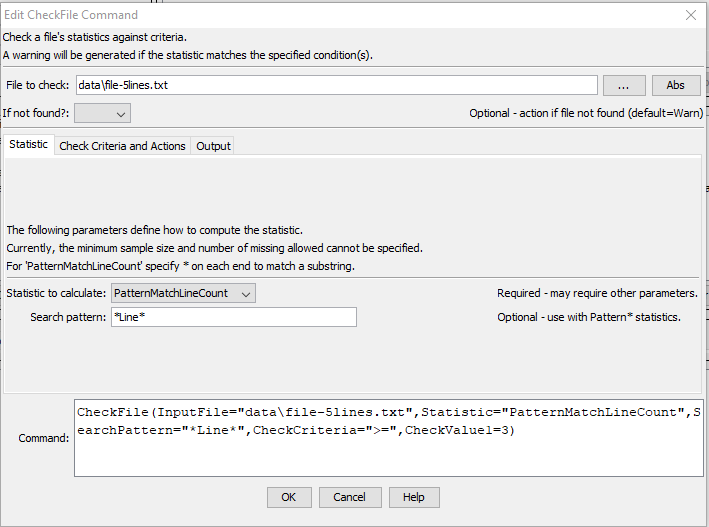 Edit CheckFile Command
Check a file's statistics against criteria.
A warning will be generated if the statistic matches the specified condition(s).
File to check: data\file-5lines.txt ... Abs
If not found?: Optional - action if file not found (default=Warn)
Statistic Check Criteria and Actions Output
The following parameters define how to compute the statistic.
Currently, the minimum sample size and number of missing allowed cannot be specified.
For 'PatternMatchLineCount' specify * on each end to match a substring.
Statistic to calculate: PatternMatchLineCount Required - may require other parameters.
Search pattern: *Line* Optional - use with Pattern* statistics.
CheckFile(InputFile="data\file-5lines.txt",Statistic="PatternMatchLineCount",S
Command: earchPattern="*Line*",CheckCriteria=">=",CheckValue1=3)
OK Cancel Help